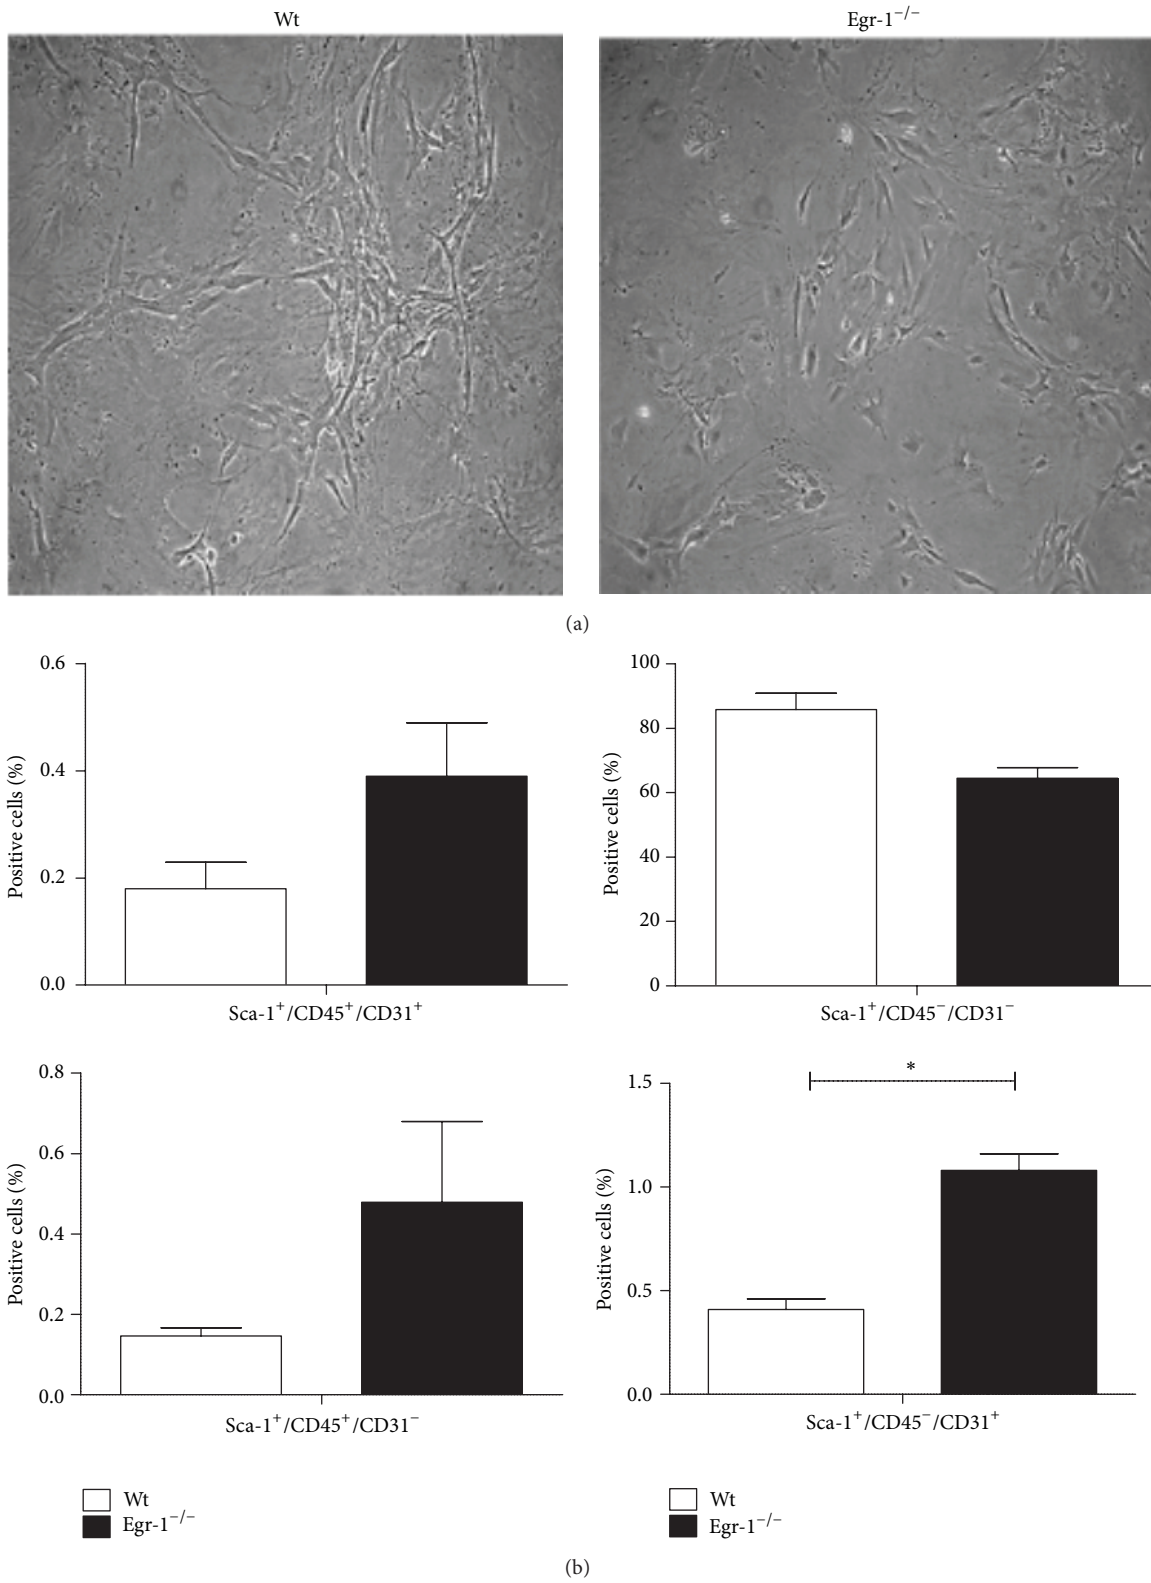 Wt
Egr-1⁻/⁻
(a)
0.6
0.4
0.2
0.0
Positive cells (%)
Sca-1⁺/CD45⁺/CD31⁺
100
80
60
40
20
0
Positive cells (%)
Sca-1⁺/CD45⁻/CD31⁻
0.8
0.6
0.4
0.2
0.0
Positive cells (%)
Sca-1⁺/CD45⁺/CD31⁻
*
1.5
1.0
0.5
0.0
Positive cells (%)
Sca-1⁺/CD45⁻/CD31⁺
Wt
Egr-1⁻/⁻
Wt
Egr-1⁻/⁻
(b)